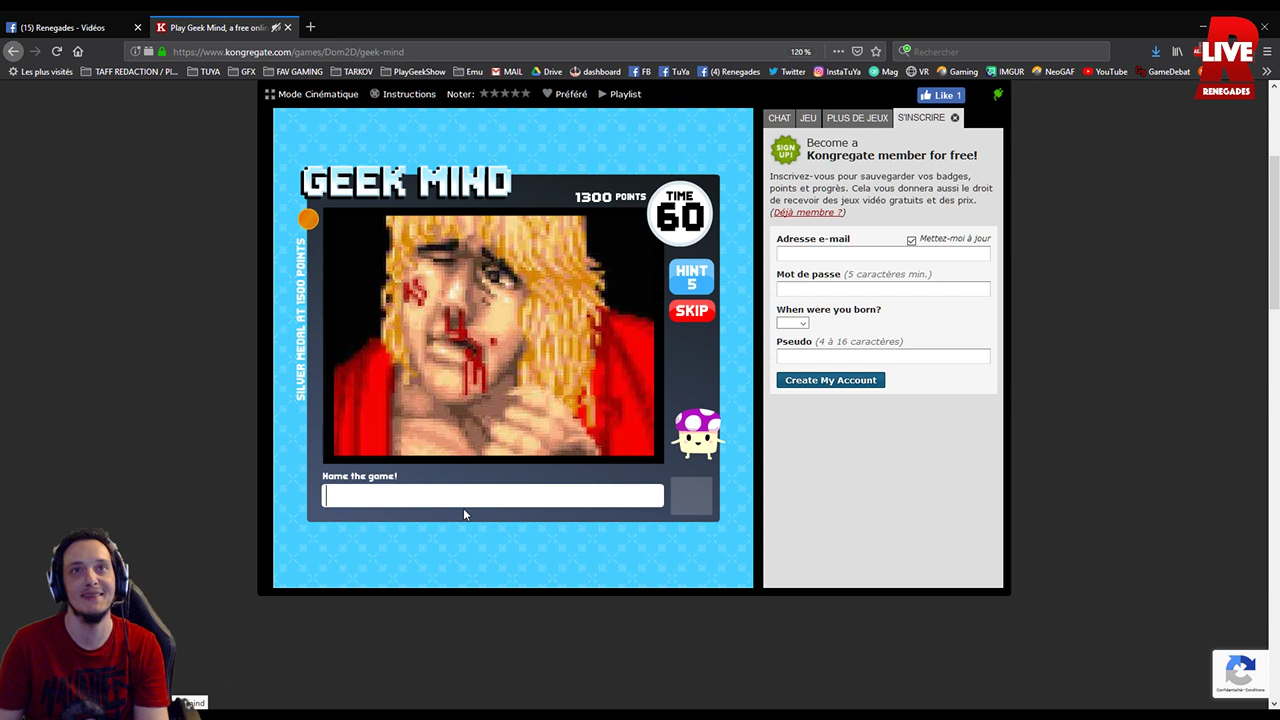 (15) Renegades - Vidéos
Play Geek Mind, a free onli
LIVE
RENEGADES
https://www.kongregate.com/games/Dom2D/geek-mind
120 %
Rechercher
Les plus visités
TAFF REDACTION / Pl...
TUYA
GFX
FAV GAMING
TARKOV
PlayGeekShow
Emu
MAIL
Drive
dashboard
FB
TuYa
(4) Renegades
Twitter
InstaTuYa
Mag
VR
Gaming
IMGUR
NeoGAF
YouTube
GameDebat
Mode Cinématique
Instructions
Noter:
Préféré
Playlist
Like 1
CHAT
JEU
PLUS DE JEUX
S'INSCRIRE
SIGN UP!
Become a
Kongregate member for free!
Inscrivez-vous pour sauvegarder vos badges,
points et progrès. Cela vous donnera aussi le droit
de recevoir des jeux vidéo gratuits et des prix.
(Déjà membre ?)
Adresse e-mail
Mettez-moi à jour
Mot de passe (5 caractères min.)
When were you born?
Pseudo (4 à 16 caractères)
Create My Account
GEEK MIND
1300 POINTS
TIME
60
HINT
5
SKIP
SILVER MEDAL AT 1500 POINTS
Name the game!
Confidentialité - Conditions